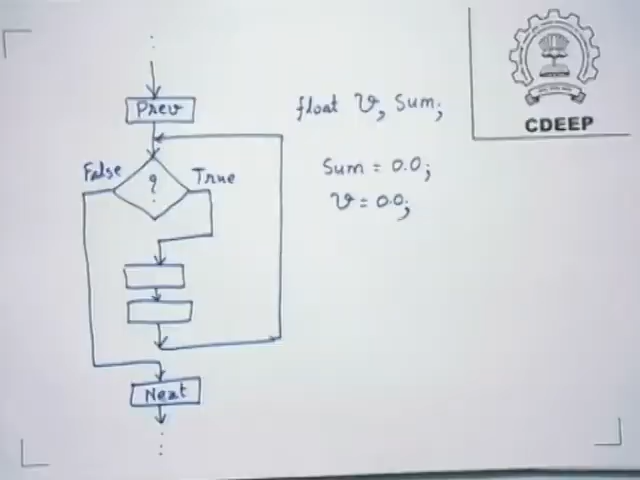 Prev
float v, Sum;
False
?
True
Sum = 0.0;
v = 0.0;
Next
CDEEP